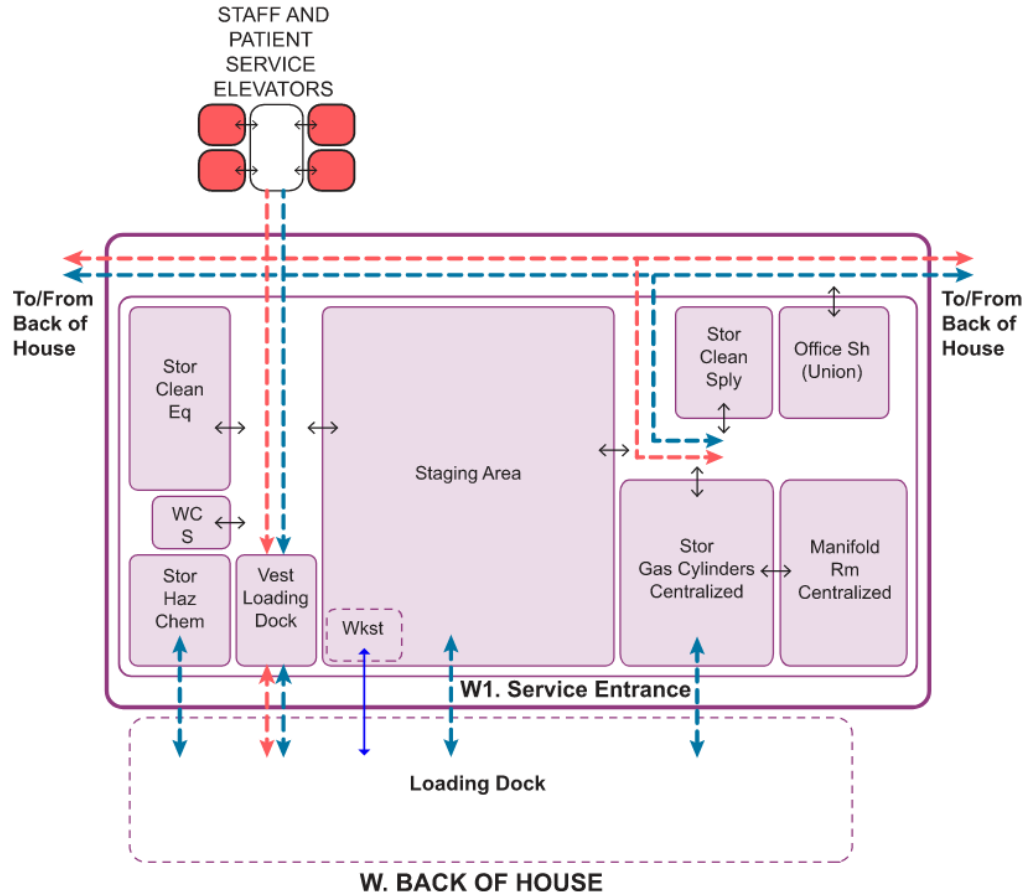 STAFF AND
PATIENT
SERVICE
ELEVATORS
To/From
Back of
House
To/From
Back of
House
Stor
Clean
Eq
Stor
Clean
Sply
Office Sh
(Union)
Staging Area
WC
S
Stor
Haz
Chem
Vest
Loading
Dock
Wkst
Stor
Gas Cylinders
Centralized
Manifold
Rm
Centralized
W1. Service Entrance
Loading Dock
W. BACK OF HOUSE